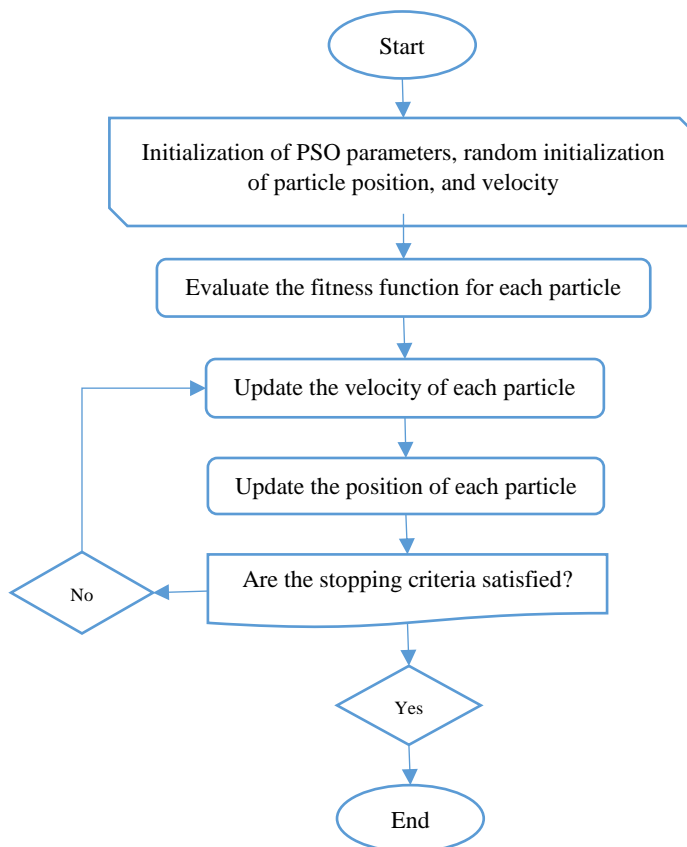 Start
Initialization of PSO parameters, random initialization
of particle position, and velocity
Evaluate the fitness function for each particle
Update the velocity of each particle
Update the position of each particle
Are the stopping criteria satisfied?
No
Yes
End